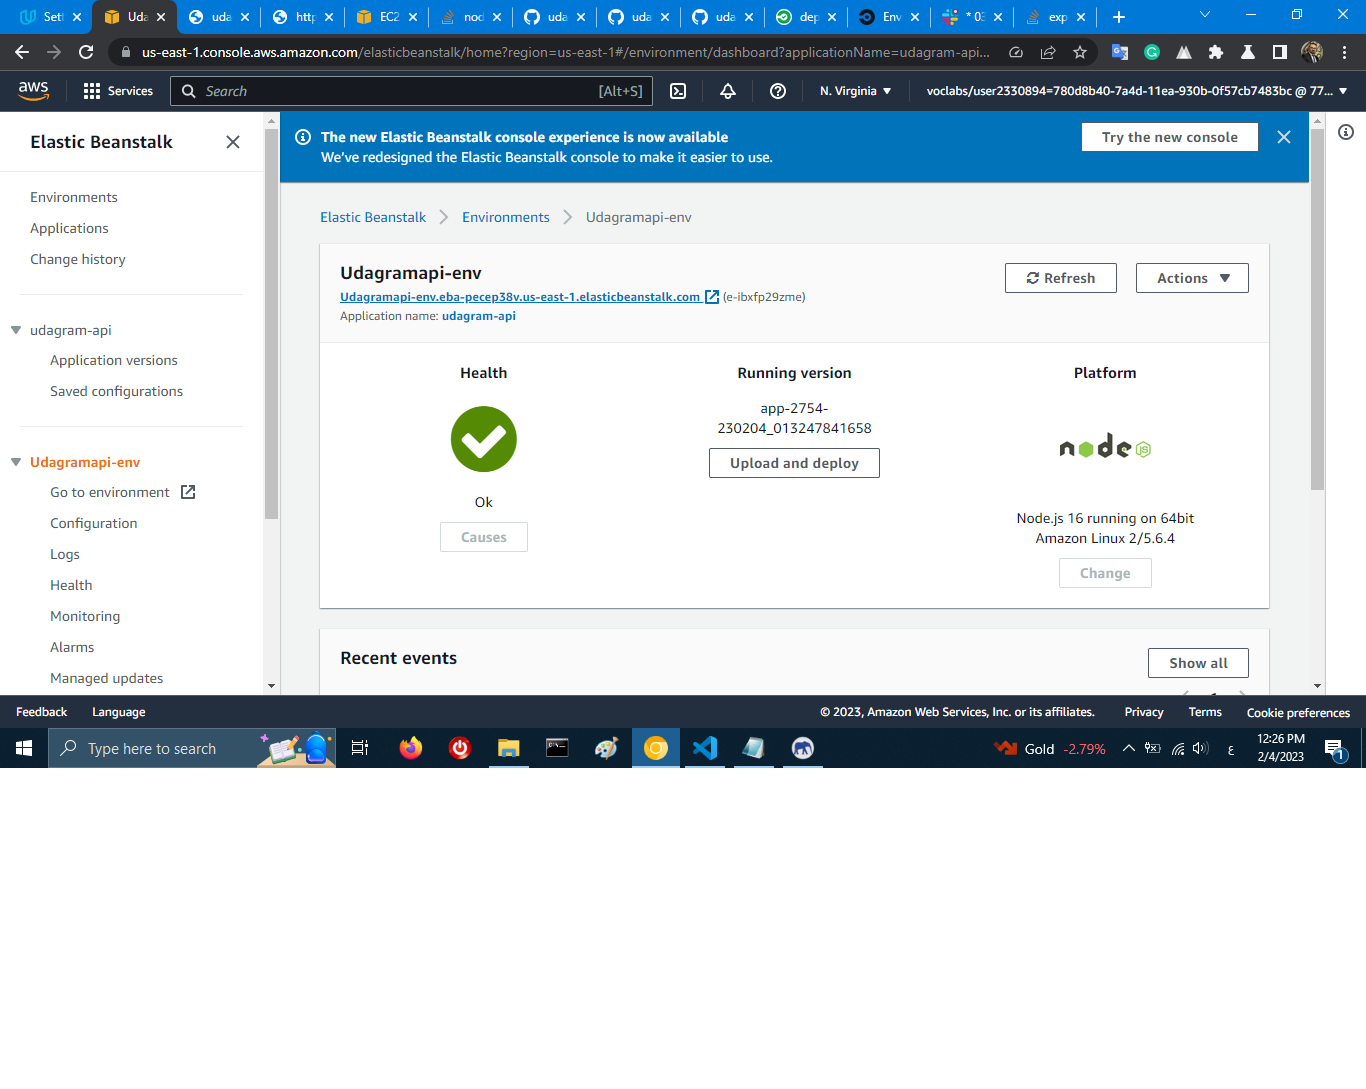 Sett
Uda
uda
http
EC2
nod
uda
uda
uda
dep
Env
* 03
exp
us-east-1.console.aws.amazon.com/elasticbeanstalk/home?region=us-east-1#/environment/dashboard?applicationName=udagram-api...
aws
Services
Search
[Alt+S]
N. Virginia
voclabs/user2330894=780d8b40-7a4d-11ea-930b-0f57cb7483bc @ 77...
Elastic Beanstalk
Environments
Applications
Change history
udagram-api
Application versions
Saved configurations
Udagramapi-env
Go to environment
Configuration
Logs
Health
Monitoring
Alarms
Managed updates
The new Elastic Beanstalk console experience is now available
We've redesigned the Elastic Beanstalk console to make it easier to use.
Try the new console
Elastic Beanstalk
Environments
Udagramapi-env
Udagramapi-env
Udagramapi-env.eba-pecep38v.us-east-1.elasticbeanstalk.com (e-ibxfp29zme)
Application name: udagram-api
Refresh
Actions
Health
Ok
Causes
Running version
app-2754-
230204_013247841658
Upload and deploy
Platform
node JS
Node.js 16 running on 64bit
Amazon Linux 2/5.6.4
Change
Recent events
Show all
Feedback
Language
© 2023, Amazon Web Services, Inc. or its affiliates.
Privacy
Terms
Cookie preferences
Type here to search
Gold -2.79%
ع
12:26 PM
2/4/2023
1